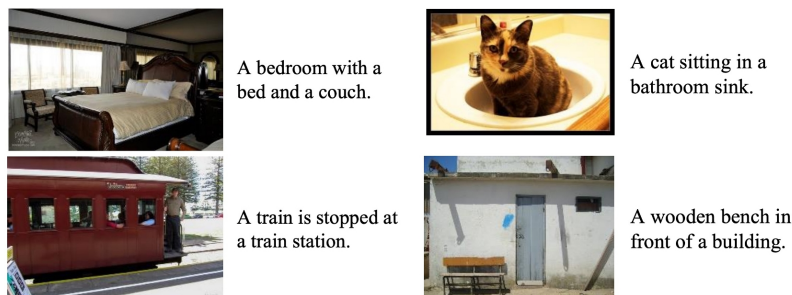 A bedroom with a
bed and a couch.
A cat sitting in a
bathroom sink.
A train is stopped at
a train station.
A wooden bench in
front of a building.